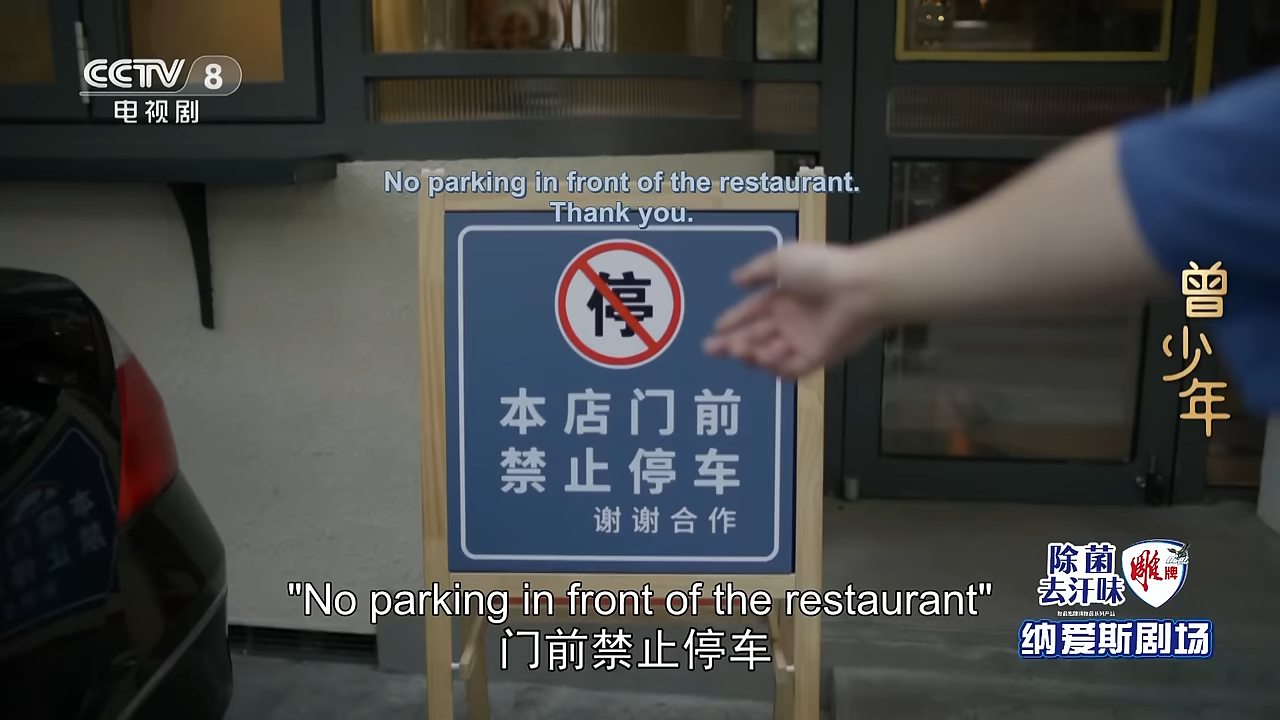 CCTV 8
电视剧
No parking in front of the restaurant.
Thank you.
停
本店门前
禁止停车
谢谢合作
曾少年
除菌
去汗味
雕牌
纳爱斯剧场
"No parking in front of the restaurant"
门前禁止停车